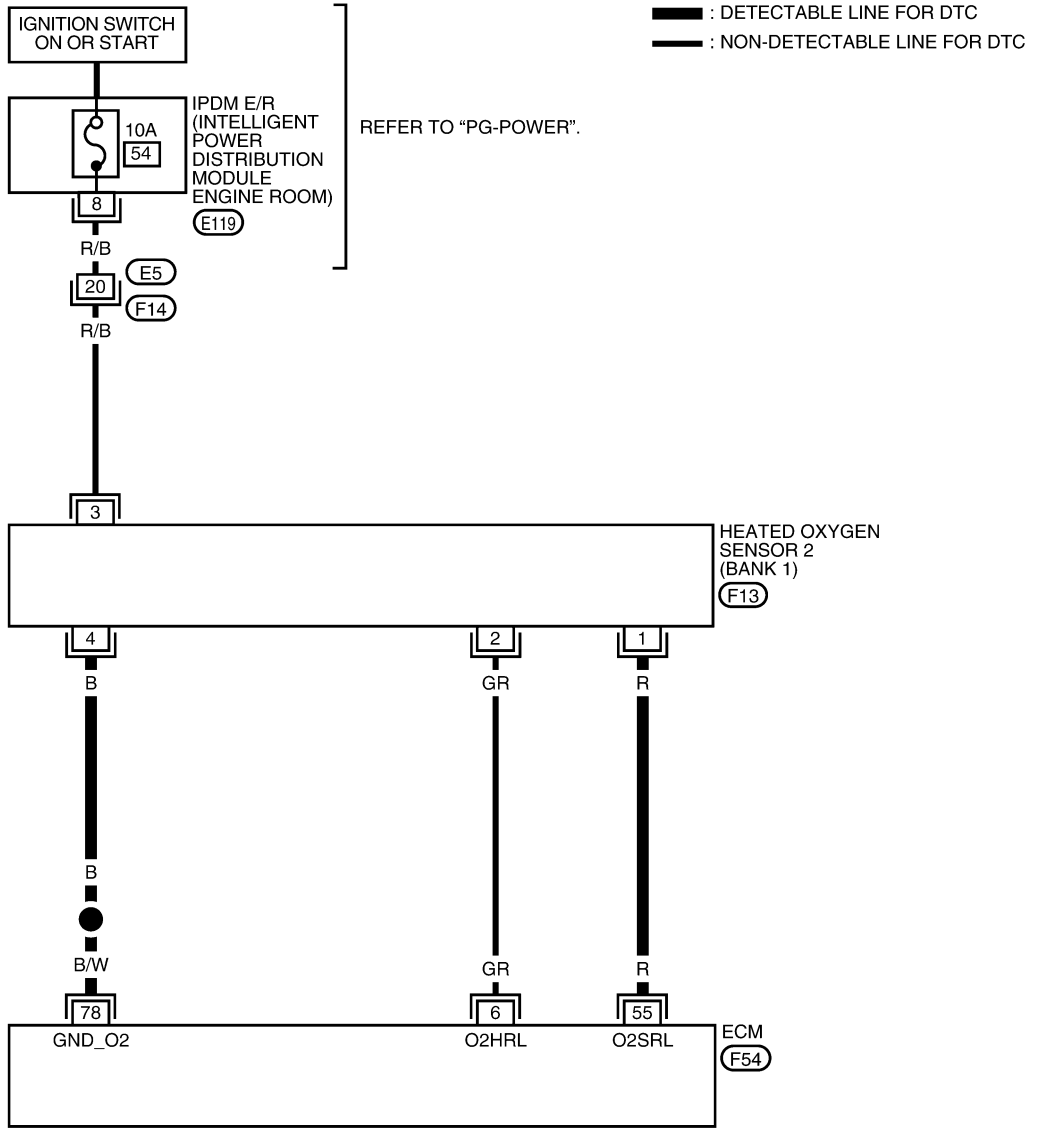 IGNITION SWITCH
ON OR START
: DETECTABLE LINE FOR DTC
: NON-DETECTABLE LINE FOR DTC
IPDM E/R
(INTELLIGENT
POWER
DISTRIBUTION
MODULE
ENGINE ROOM)
E119
10A
54
REFER TO “PG-POWER”.
8
R/B
E5
20
F14
R/B
3
HEATED OXYGEN
SENSOR 2
(BANK 1)
F13
4
2
1
B
GR
R
B
B/W
GR
R
78
6
55
GND_O2
O2HRL
O2SRL
ECM
F54